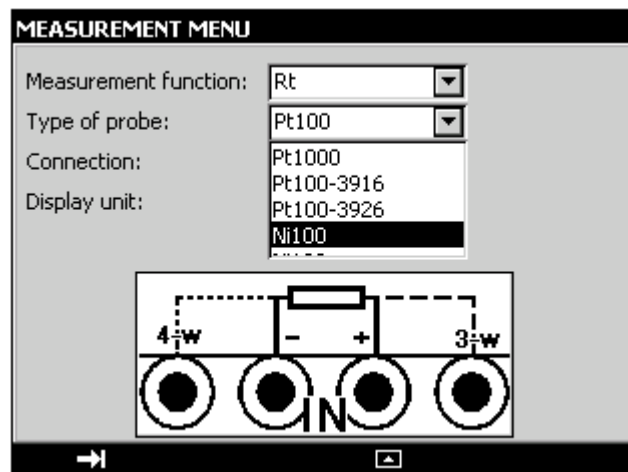 MEASUREMENT MENU
Measurement function: Rt
Type of probe: Pt100
Connection:
Pt1000
Pt100-3916
Display unit:
Pt100-3926
Ni100
4-w - + 3-w
IN